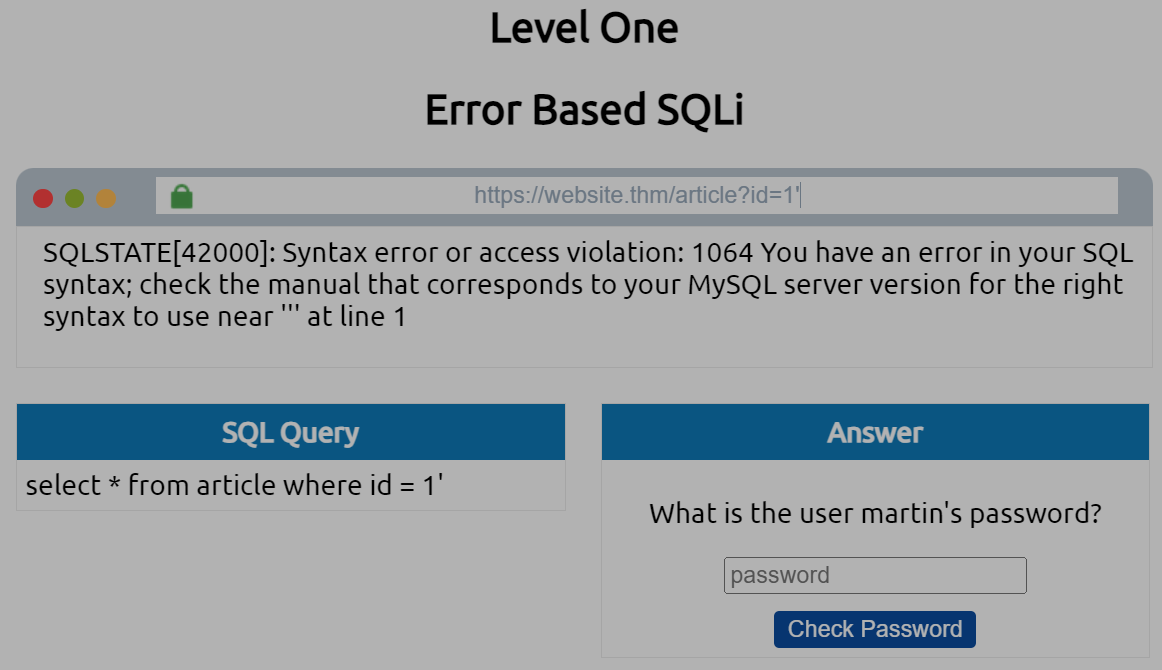 Level One
Error Based SQLi
https://website.thm/article?id=1'
SQLSTATE[42000]: Syntax error or access violation: 1064 You have an error in your SQL
syntax; check the manual that corresponds to your MySQL server version for the right
syntax to use near ''' at line 1
SQL Query
select * from article where id = 1'
Answer
What is the user martin's password?
password
Check Password